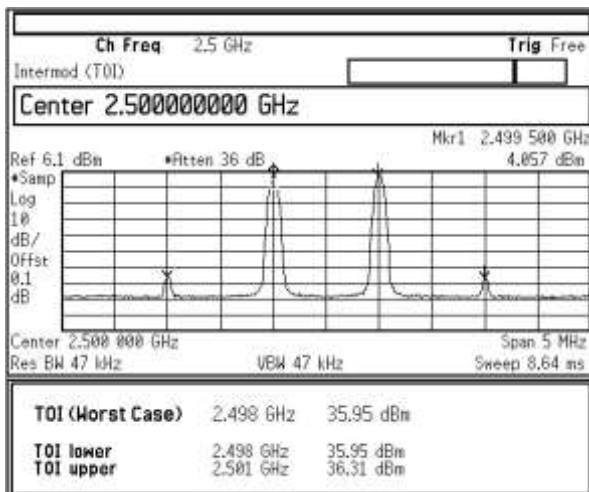 Ch Freq 2.5 GHz Trig Free
Intermod (TOI)
Center 2.500000000 GHz
Mkr1 2.499 500 GHz
Ref 6.1 dBm *Atten 36 dB 4.057 dBm
*Samp
Log
10
dB/
Offst
0.1
dB
Center 2.500 000 GHz Span 5 MHz
Res BW 47 kHz VBW 47 kHz Sweep 8.64 ms
TOI (Worst Case) 2.498 GHz 35.95 dBm
TOI lower 2.498 GHz 35.95 dBm
TOI upper 2.501 GHz 36.31 dBm